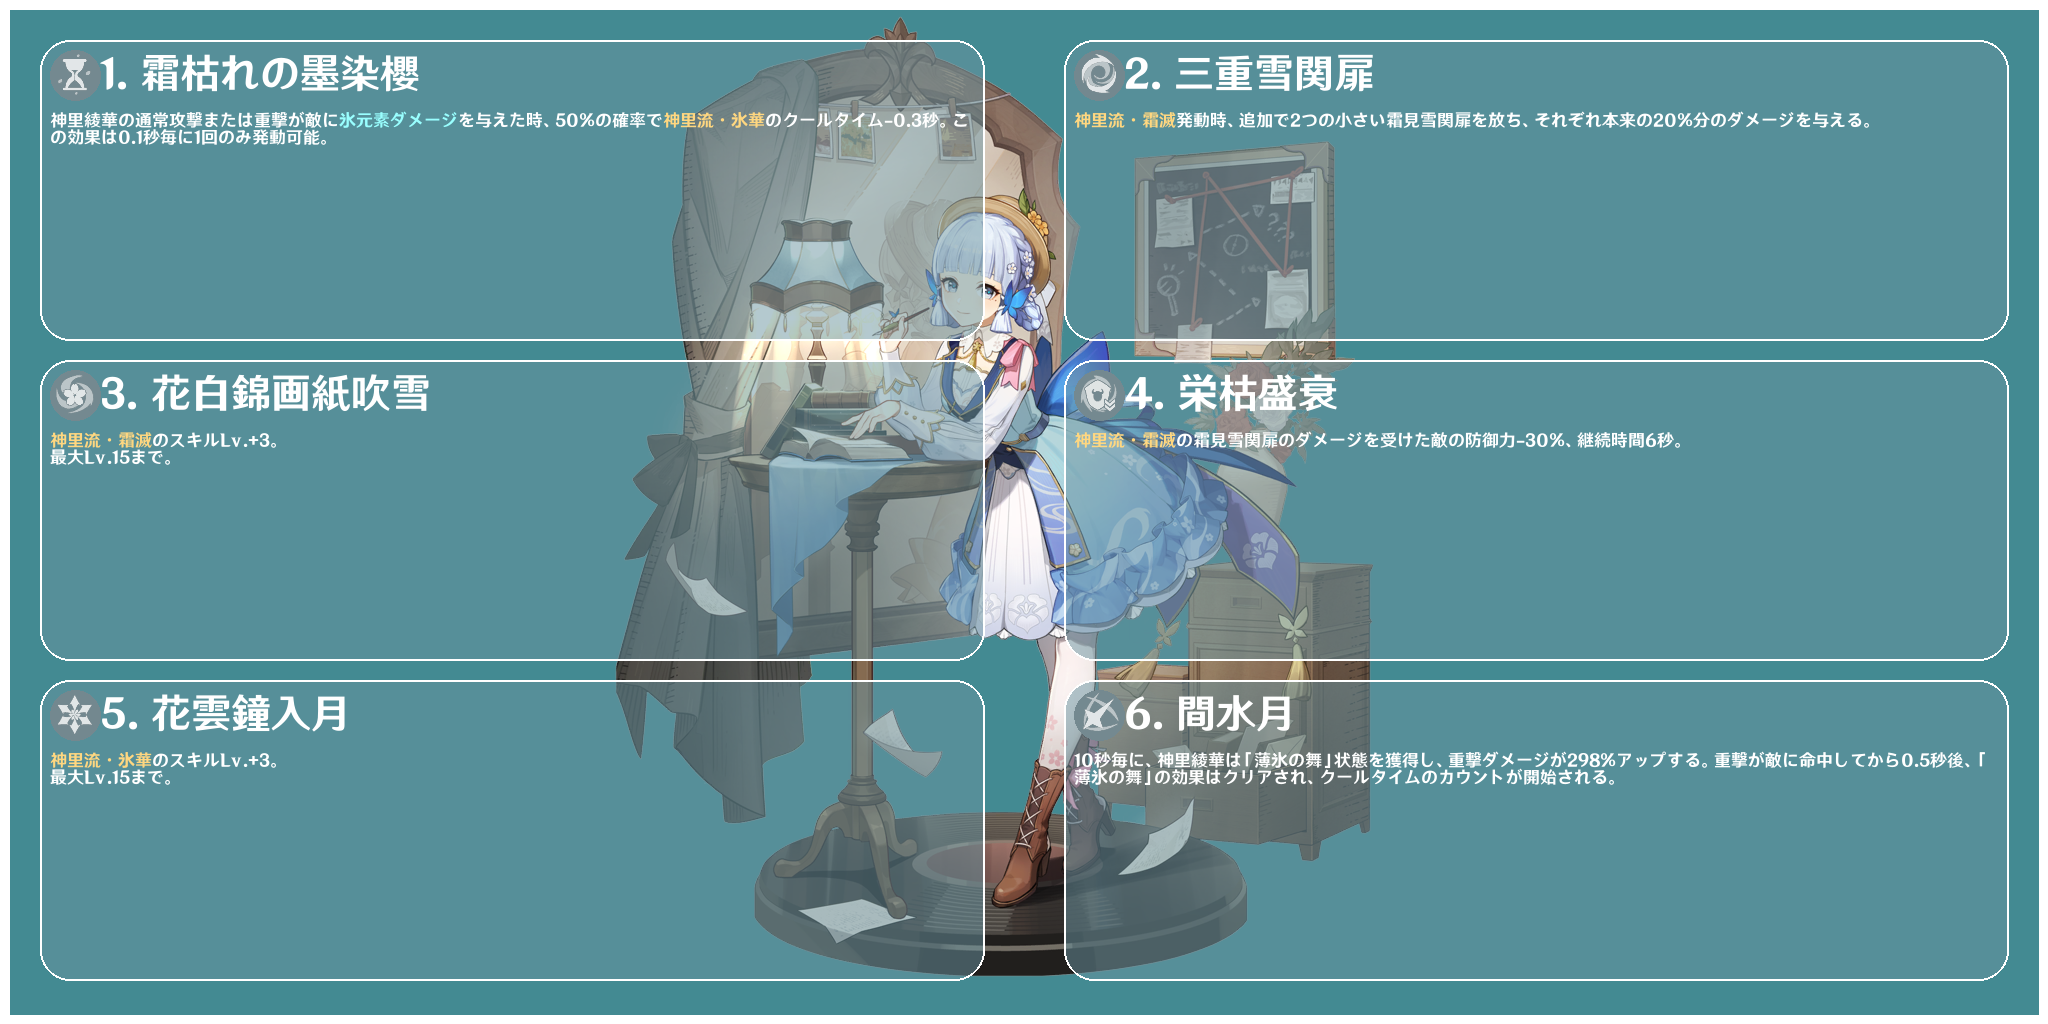 1. 霜枯れの墨染櫻
神里綾華の通常攻撃または重撃が敵に氷元素ダメージを与えた時、50%の確率で神里流・氷華のクールタイム-0.3秒。こ
の効果は0.1秒毎に1回のみ発動可能。
2. 三重雪関扉
神里流・霜滅発動時、追加で2つの小さい霜見雪関扉を放ち、それぞれ本来の20%分のダメージを与える。
3. 花白錦画紙吹雪
神里流・霜滅のスキルLv.+3。
最大Lv.15まで。
4. 栄枯盛衰
神里流・霜滅の霜見雪関扉のダメージを受けた敵の防御力-30%、継続時間6秒。
5. 花雲鐘入月
神里流・氷華のスキルLv.+3。
最大Lv.15まで。
6. 間水月
10秒毎に、神里綾華は「薄氷の舞」状態を獲得し、重撃ダメージが298%アップする。重撃が敵に命中してから0.5秒後、「
薄氷の舞」の効果はクリアされ、クールタイムのカウントが開始される。